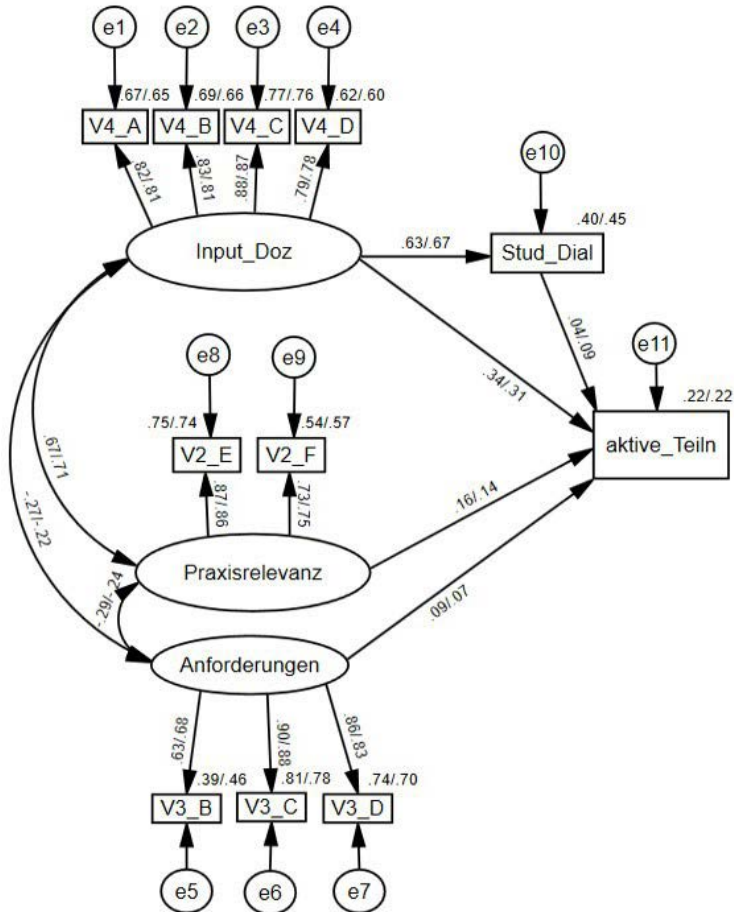 e1 e2 e3 e4
.67/.65 .69/.66 .77/.76 .62/.60
V4_A V4_B V4_C V4_D
.82/.81 .83/.81 .88/.87 .79/.78
e10
.40/.45
Input_Doz .63/.67 Stud_Dial
.04/.09
e11
.34/.31
.22/.22
e8 e9
.75/.74 .54/.57
V2_E V2_F
aktive_Teiln
.67/.71
.87/.86 .73/.75
.16/.14
-.27/-.22
Praxisrelevanz
-.29/-.24
.09/.07
Anforderungen
.63/.68 .90/.88 .86/.83
.39/.46 .81/.78 .74/.70
V3_B V3_C V3_D
e5 e6 e7